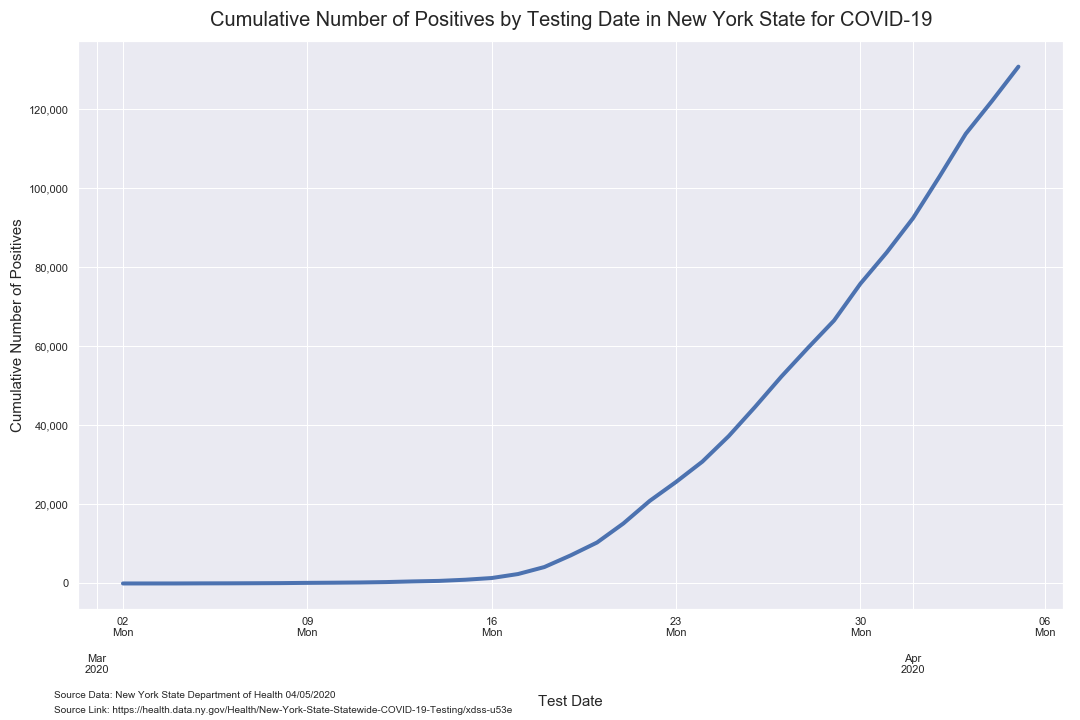 Cumulative Number of Positives by Testing Date in New York State for COVID-19
Cumulative Number of Positives
120,000
100,000
80,000
60,000
40,000
20,000
0
02 09 16 23 30 06
Mon Mon Mon Mon Mon Mon
Mar Apr
2020 2020
Test Date
Source Data: New York State Department of Health 04/05/2020
Source Link: https://health.data.ny.gov/Health/New-York-State-Statewide-COVID-19-Testing/xdss-u53e